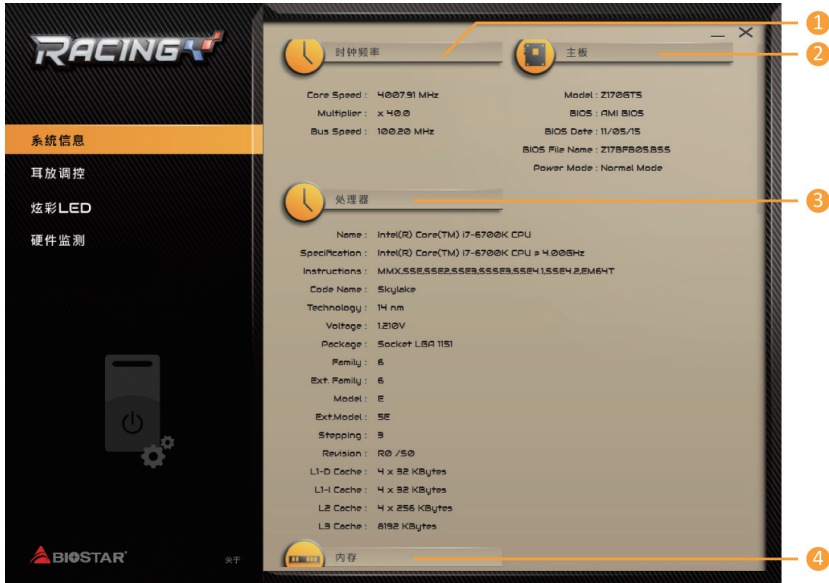 RACING
系统信息
耳放调控
炫彩LED
硬件监测
BIOSTAR
关于
时钟频率
Core Speed : 4007.91 MHz
Multiplier : x 40.0
Bus Speed : 100.20 MHz
主板
Model : Z170GT5
BIOS : AMI BIOS
BIOS Date : 11/05/15
BIOS File Name : Z17BFB05.BSS
Power Mode : Normal Mode
处理器
Name : Intel(R) Core(TM) i7-6700K CPU
Specification : Intel(R) Core(TM) i7-6700K CPU @ 4.00GHz
Instructions : MMX,SSE,SSE2,SSE3,SSSE3,SSE4.1,SSE4.2,EM64T
Code Name : Skylake
Technology : 14 nm
Voltage : 1.210V
Package : Socket LGA 1151
Family : 6
Ext. Family : 6
Model : E
Ext.Model : 5E
Stepping : 3
Revision : R0 /S0
L1-D Cache : 4 x 32 KBytes
L1-I Cache : 4 x 32 KBytes
L2 Cache : 4 x 256 KBytes
L3 Cache : 8192 KBytes
内存
1
2
3
4